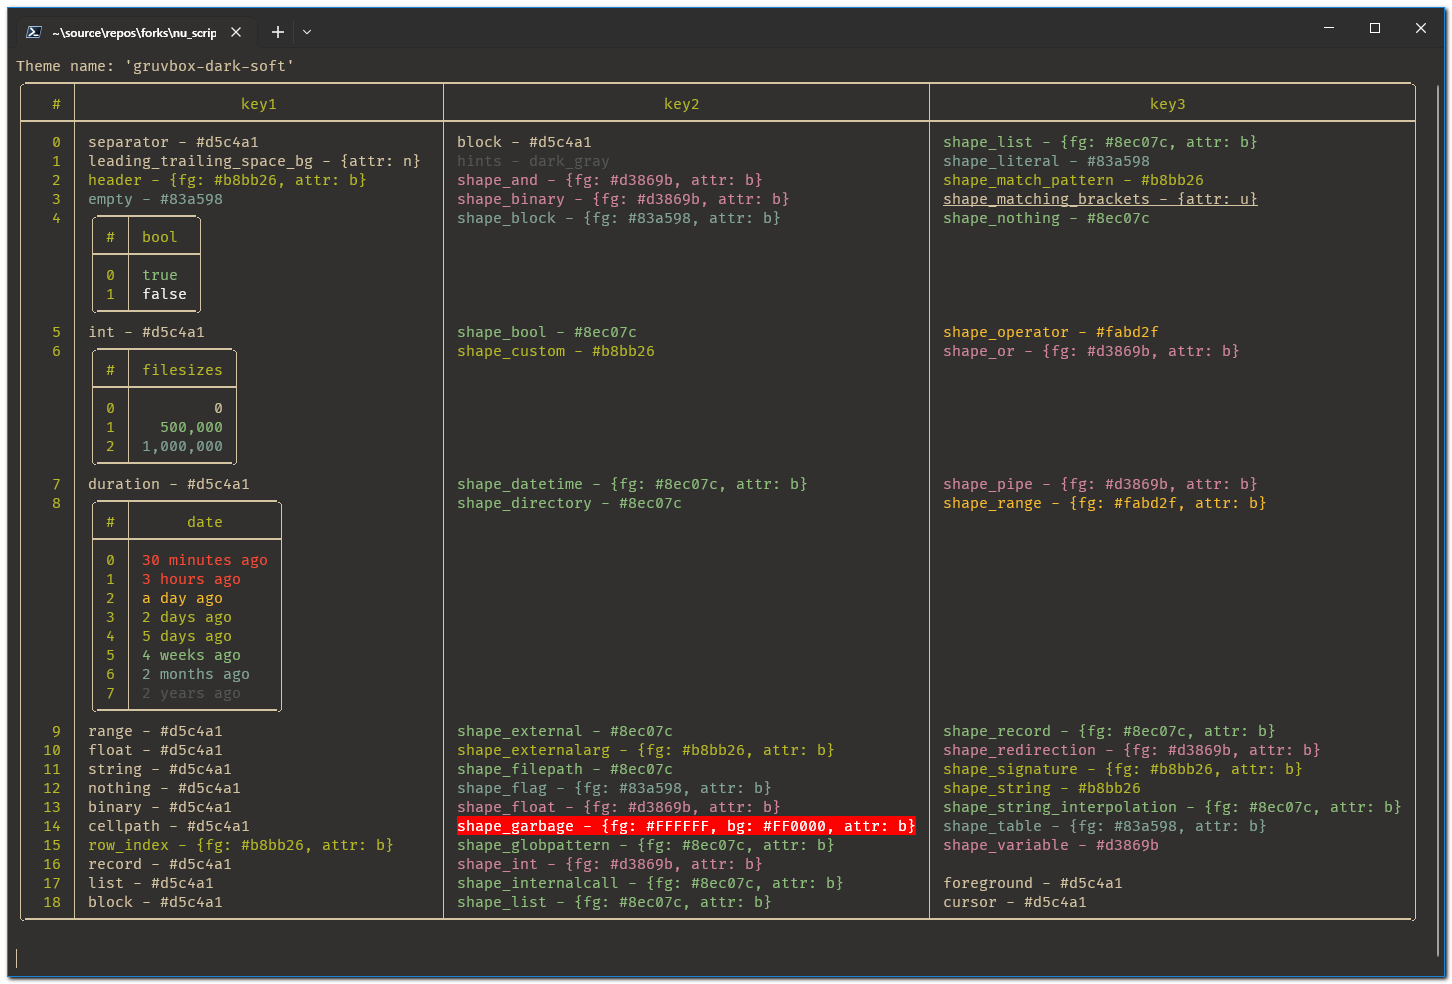 ~\source\repos\forks\nu_scrip
Theme name: 'gruvbox-dark-soft'
# key1 key2 key3
0 separator - #d5c4a1 block - #d5c4a1 shape_list - {fg: #8ec07c, attr: b}
1 leading_trailing_space_bg - {attr: n} hints - dark_gray shape_literal - #83a598
2 header - {fg: #b8bb26, attr: b} shape_and - {fg: #d3869b, attr: b} shape_match_pattern - #b8bb26
3 empty - #83a598 shape_binary - {fg: #d3869b, attr: b} shape_matching_brackets - {attr: u}
4 shape_block - {fg: #83a598, attr: b} shape_nothing - #8ec07c
# bool
0 true
1 false
5 int - #d5c4a1 shape_bool - #8ec07c shape_operator - #fabd2f
6 shape_custom - #b8bb26 shape_or - {fg: #d3869b, attr: b}
# filesizes
0 0
1 500,000
2 1,000,000
7 duration - #d5c4a1 shape_datetime - {fg: #8ec07c, attr: b} shape_pipe - {fg: #d3869b, attr: b}
8 shape_directory - #8ec07c shape_range - {fg: #fabd2f, attr: b}
# date
0 30 minutes ago
1 3 hours ago
2 a day ago
3 2 days ago
4 5 days ago
5 4 weeks ago
6 2 months ago
7 2 years ago
9 range - #d5c4a1 shape_external - #8ec07c shape_record - {fg: #8ec07c, attr: b}
10 float - #d5c4a1 shape_externalarg - {fg: #b8bb26, attr: b} shape_redirection - {fg: #d3869b, attr: b}
11 string - #d5c4a1 shape_filepath - #8ec07c shape_signature - {fg: #b8bb26, attr: b}
12 nothing - #d5c4a1 shape_flag - {fg: #83a598, attr: b} shape_string - #b8bb26
13 binary - #d5c4a1 shape_float - {fg: #d3869b, attr: b} shape_string_interpolation - {fg: #8ec07c, attr: b}
14 cellpath - #d5c4a1 shape_garbage - {fg: #FFFFFF, bg: #FF0000, attr: b} shape_table - {fg: #83a598, attr: b}
15 row_index - {fg: #b8bb26, attr: b} shape_globpattern - {fg: #8ec07c, attr: b} shape_variable - #d3869b
16 record - #d5c4a1 shape_int - {fg: #d3869b, attr: b}
17 list - #d5c4a1 shape_internalcall - {fg: #8ec07c, attr: b} foreground - #d5c4a1
18 block - #d5c4a1 shape_list - {fg: #8ec07c, attr: b} cursor - #d5c4a1